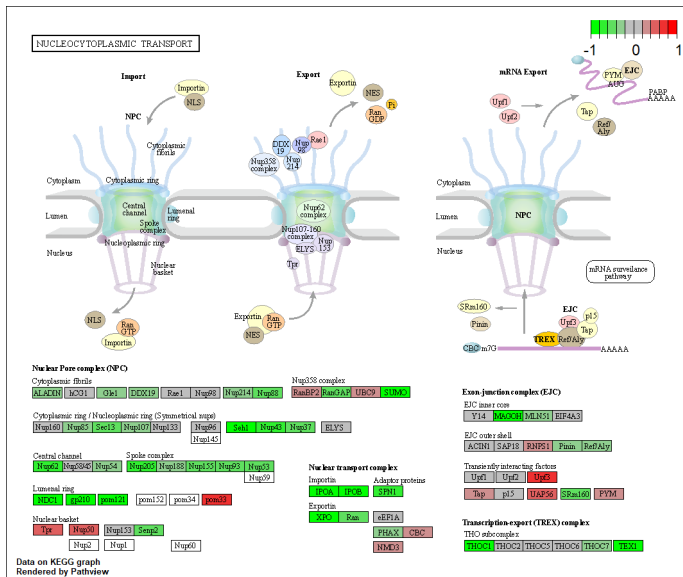 NUCLEOCYTOPLASMIC TRANSPORT
-1 0 1
Import
Importin
NLS
NPC
Cytoplasmic
fibrils
Cytoplasm
Cytoplasmic ring
Lumen
Central
channel
Lumenal
ring
Spoke
complex
Nucleoplasmic ring
Nucleus
Nuclear
basket
NLS
Ran
GTP
Importin
Export
Exportin
NES
Ran
GDP
Pi
DDX
19
Nup
98
Rae1
Nup358
complex
Nup
214
Nup62
complex
Nup107-160
complex
Nup
153
ELYS
Tpr
Exportin
Ran
GTP
NES
mRNA Export
Upf1
Upf2
PYM
EJC
AUG
PABP
AAAAA
Tap
Ref/
Aly
Cytoplasm
Lumen
NPC
Nucleus
mRNA surveilance
pathway
SRm160
Pinin
EJC
p15
Upf3
Tap
TREX
Ref/Aly
CBC
m7G
AAAAA
Nuclear Pore complex (NPC)
Cytoplasmic fibrils
ALADIN hCG1 Gle1 DDX19 Rae1 Nup98 Nup214 Nup88
Nup358 complex
RanBP2 RanGAP UBC9 SUMO
Cytoplasmic ring / Nucleoplasmic ring (Symmetrical nups)
Nup160 Nup85 Sec13 Nup107 Nup133 Nup96 Seh1 Nup43 Nup37 ELYS
Nup145
Central channel
Nup62 Nup58/45 Nup54
Spoke complex
Nup205 Nup188 Nup155 Nup93 Nup53
Nup59
Lumenal ring
NDC1 gp210 pom121 pom152 pom34 pom33
Nuclear basket
Tpr Nup50 Nup153 Senp2
Nup2 Nup1 Nup60
Nuclear transport complex
Importin
IPOA IPOB
Adaptor proteins
SPN1
Exportin
XPO Ran eEF1A
PHAX CBC
NMD3
Exon-junction complex (EJC)
EJC inner core
Y14 MAGOH MLN51 EIF4A3
EJC outer shell
ACIN1 SAP18 RNPS1 Pinin Ref/Aly
Transiently interacting factors
Upf1 Upf2 Upf3
Tap p15 UAP56 SRm160 PYM
Transcription-export (TREX) complex
THO subcomplex
THOC1 THOC2 THOC5 THOC6 THOC7 TEX1
Data on KEGG graph
Rendered by Pathview